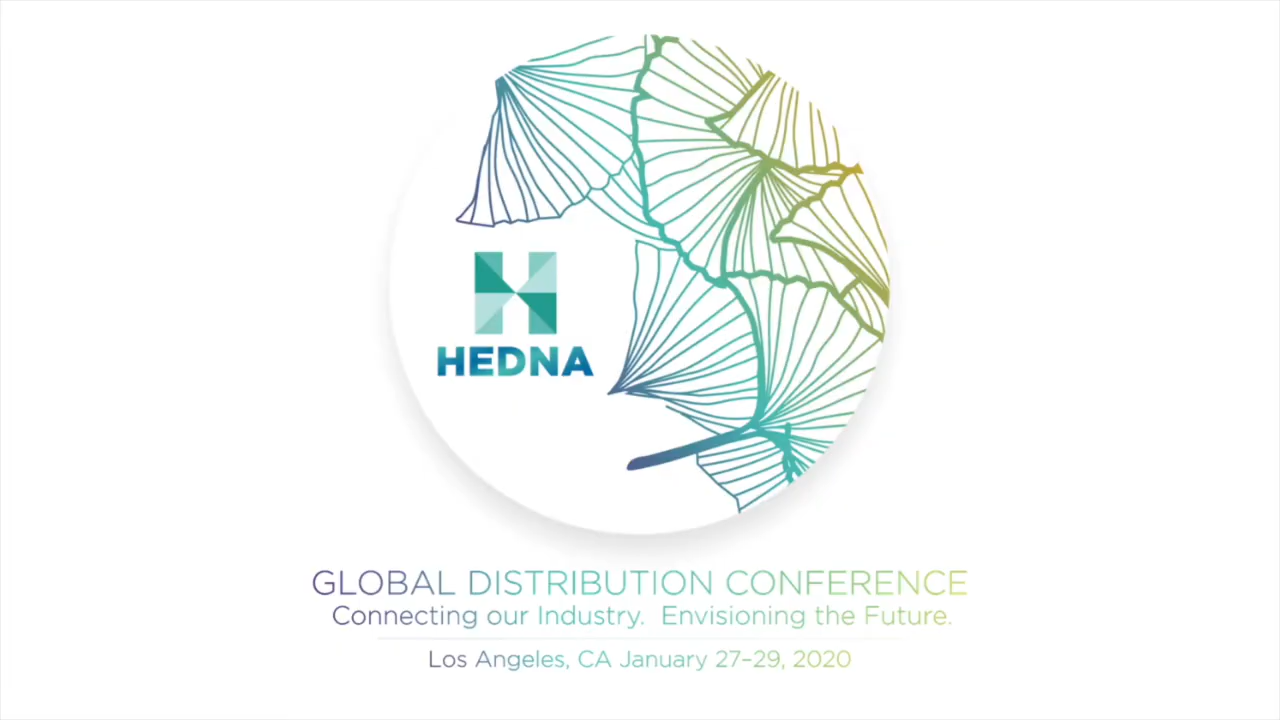 HEDNA
GLOBAL DISTRIBUTION CONFERENCE
Connecting our Industry. Envisioning the Future.
Los Angeles, CA January 27–29, 2020